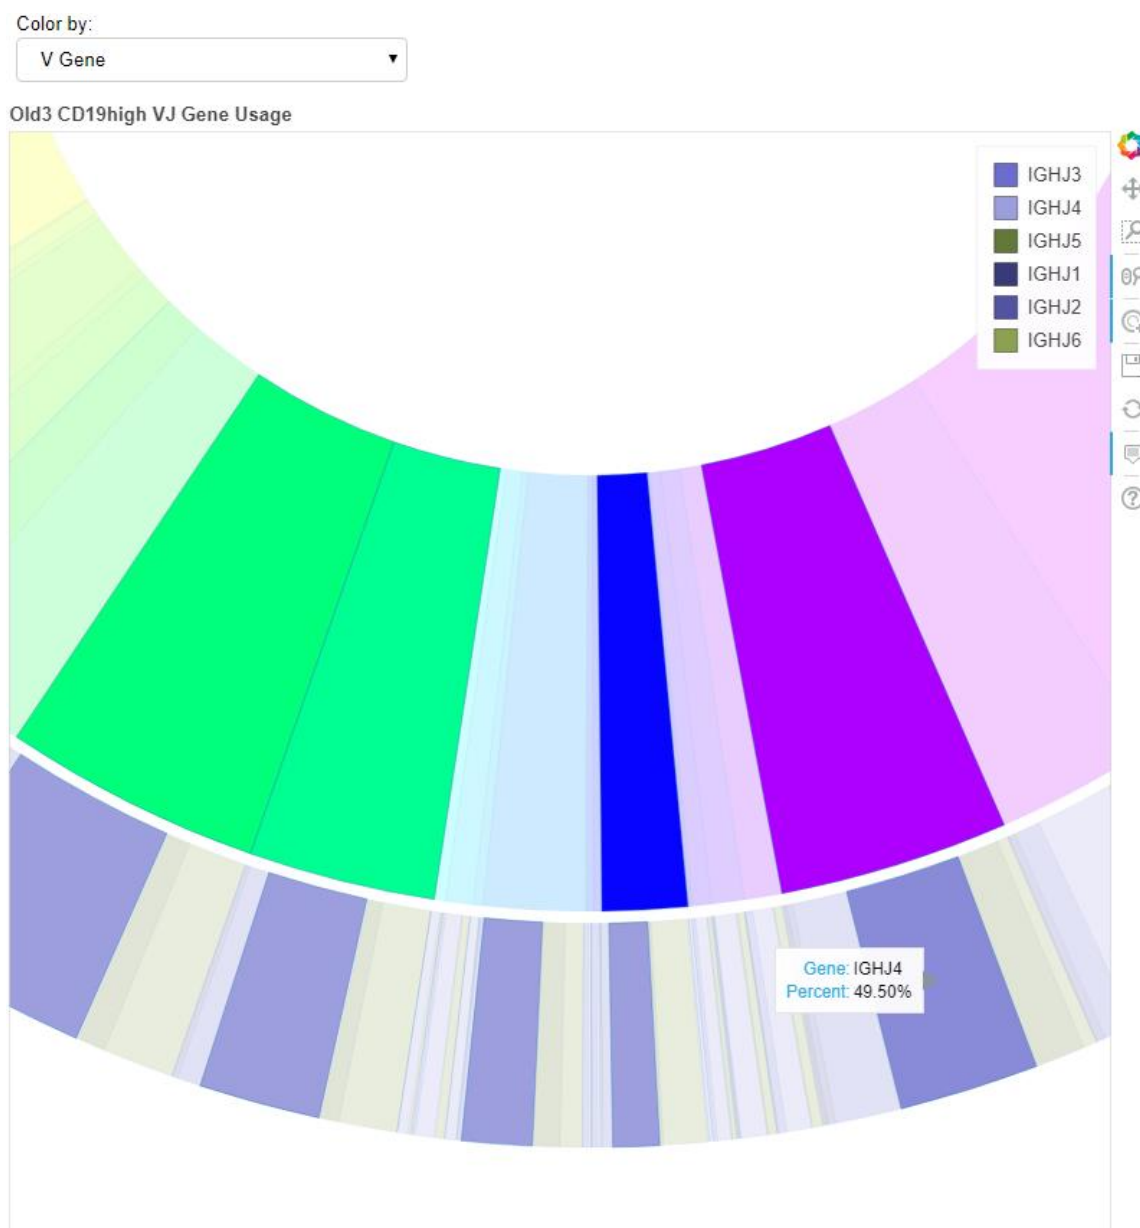 Color by:
V Gene
Old3 CD19high VJ Gene Usage
IGHJ3
IGHJ4
IGHJ5
IGHJ1
IGHJ2
IGHJ6
Gene: IGHJ4
Percent: 49.50%